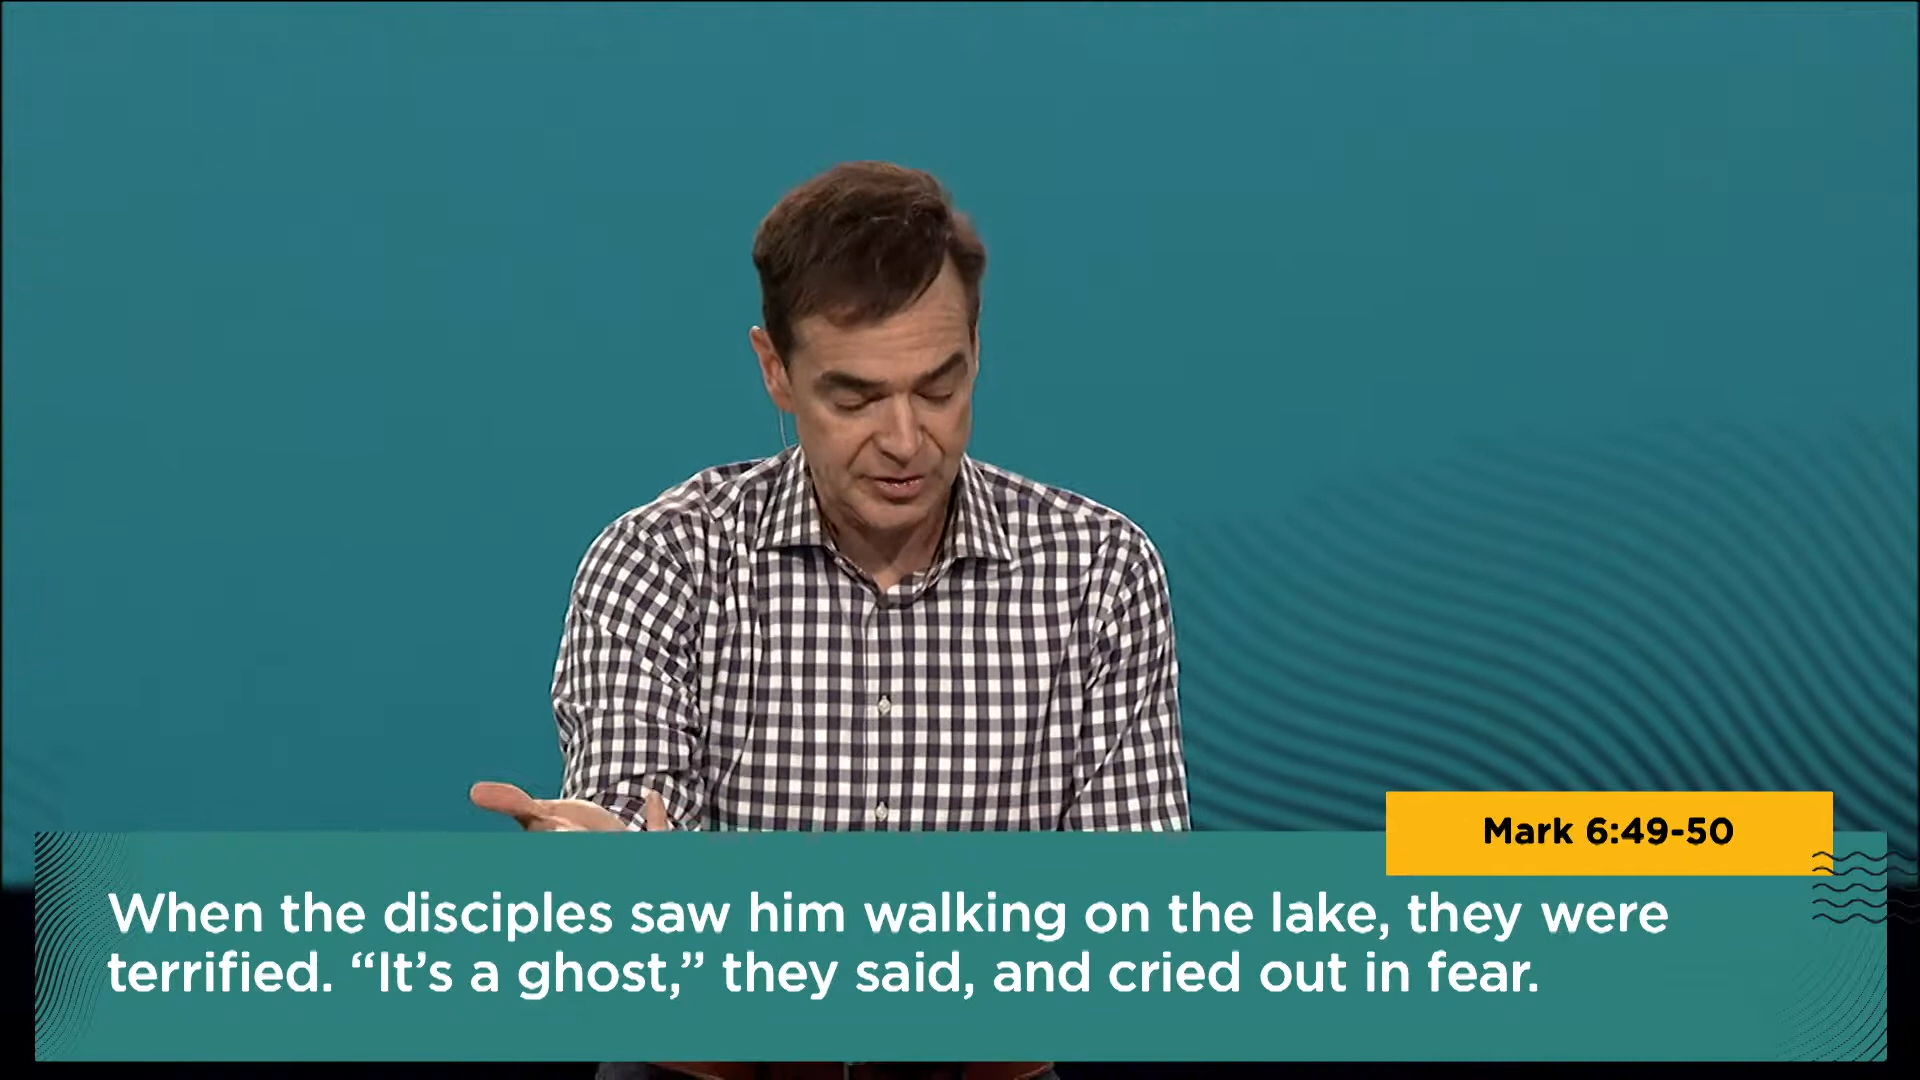 Mark 6:49-50
When the disciples saw him walking on the lake, they were
terrified. “It’s a ghost,” they said, and cried out in fear.